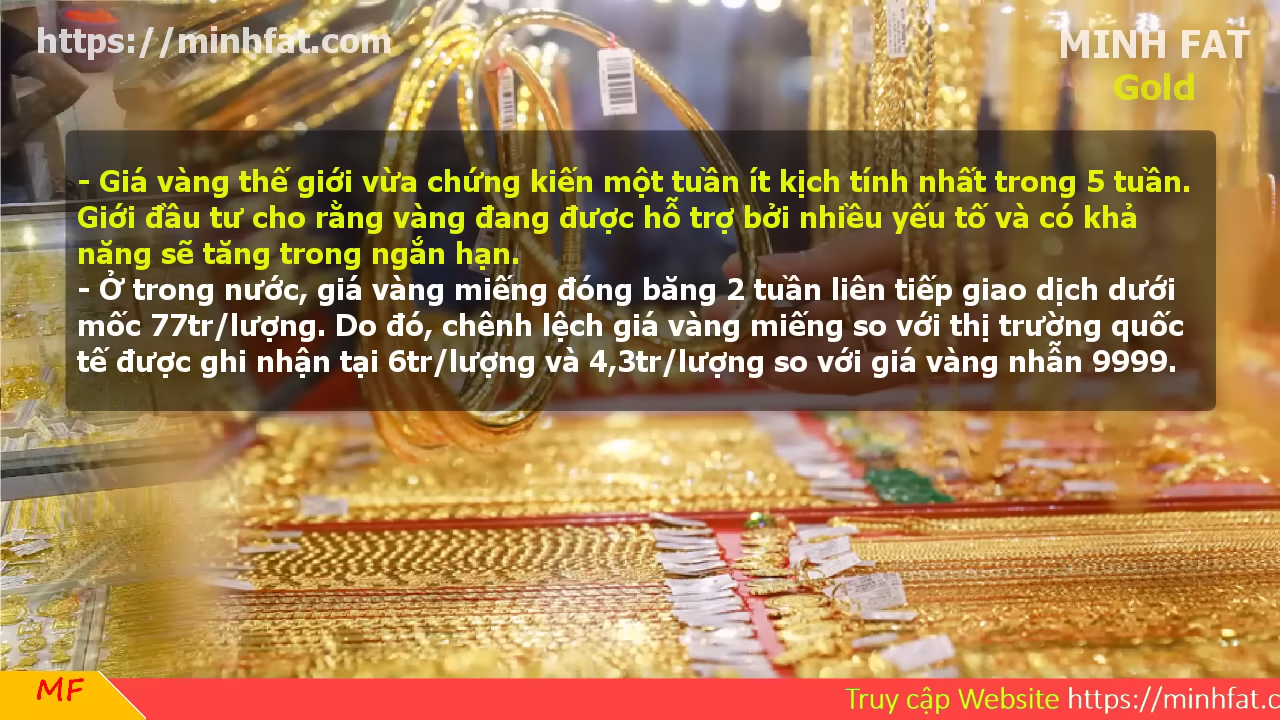 https://minhfat.com
MINH FAT
Gold
- Giá vàng thế giới vừa chứng kiến một tuần ít kịch tính nhất trong 5 tuần.
Giới đầu tư cho rằng vàng đang được hỗ trợ bởi nhiều yếu tố và có khả
năng sẽ tăng trong ngắn hạn.
- Ở trong nước, giá vàng miếng đóng băng 2 tuần liên tiếp giao dịch dưới
mốc 77tr/lượng. Do đó, chênh lệch giá vàng miếng so với thị trường quốc
tế được ghi nhận tại 6tr/lượng và 4,3tr/lượng so với giá vàng nhẫn 9999.
MF
Truy cập Website https://minhfat.c